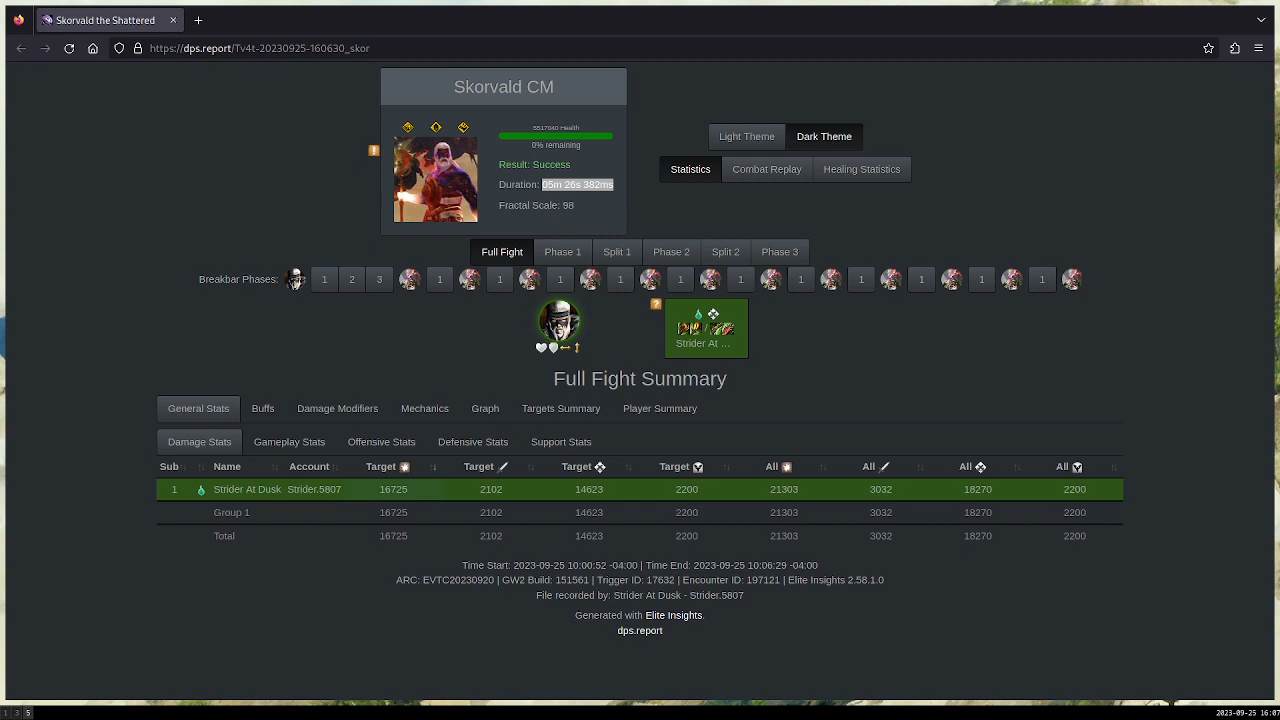 Skorvald the Shattered
https://dps.report/Tv4t-20230925-160630_skor
Skorvald CM
5517040 Health
0% remaining
Result: Success
Duration: 05m 26s 382ms
Fractal Scale: 98
Light Theme Dark Theme
Statistics Combat Replay Healing Statistics
Full Fight Phase 1 Split 1 Phase 2 Split 2 Phase 3
Breakbar Phases: 1 2 3 1 1 1 1 1 1 1 1 1 1 1
Strider At ...
Full Fight Summary
General Stats Buffs Damage Modifiers Mechanics Graph Targets Summary Player Summary
Damage Stats Gameplay Stats Offensive Stats Defensive Stats Support Stats
Sub Name Account Target Target Target Target All All All All
1 Strider At Dusk Strider.5807 16725 2102 14623 2200 21303 3032 18270 2200
Group 1 16725 2102 14623 2200 21303 3032 18270 2200
Total 16725 2102 14623 2200 21303 3032 18270 2200
Time Start: 2023-09-25 10:00:52 -04:00 | Time End: 2023-09-25 10:06:29 -04:00
ARC: EVTC20230920 | GW2 Build: 151561 | Trigger ID: 17632 | Encounter ID: 197121 | Elite Insights 2.58.1.0
File recorded by: Strider At Dusk - Strider.5807
Generated with Elite Insights.
dps.report
1 3 5 2023-09-25 16:07